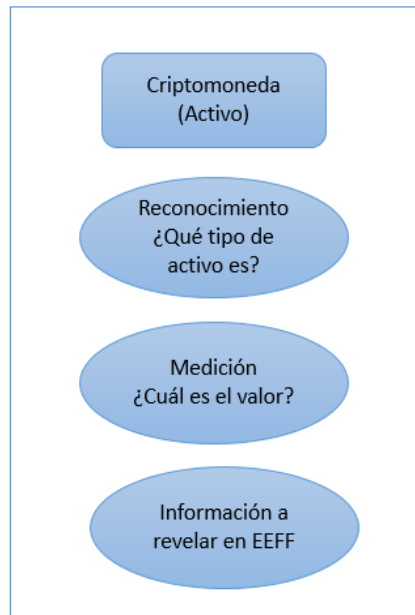 Criptomoneda
(Activo)
Reconocimiento
¿Qué tipo de
activo es?
Medición
¿Cuál es el valor?
Información a
revelar en EEFF